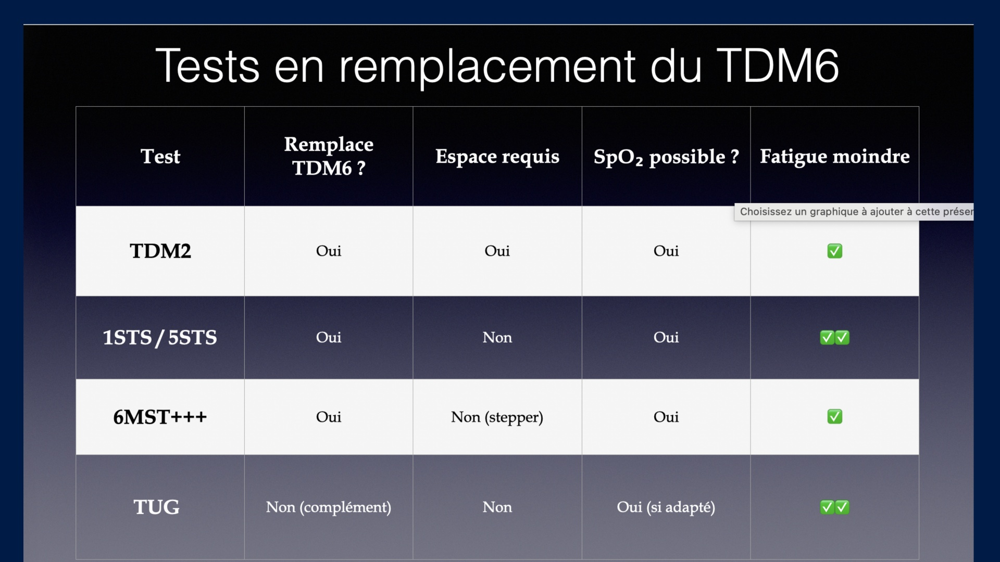 Tests en remplacement du TDM6
Test
Remplace
TDM6 ?
Espace requis
SpO₂ possible ?
Fatigue moindre
Choisissez un graphique à ajouter à cette
TDM2
Oui
Oui
Oui
✅
1STS / 5STS
Oui
Non
Oui
✅✅
6MST+++
Oui
Non (stepper)
Oui
✅
TUG
Non (complément)
Non
Oui (si adapté)
✅✅